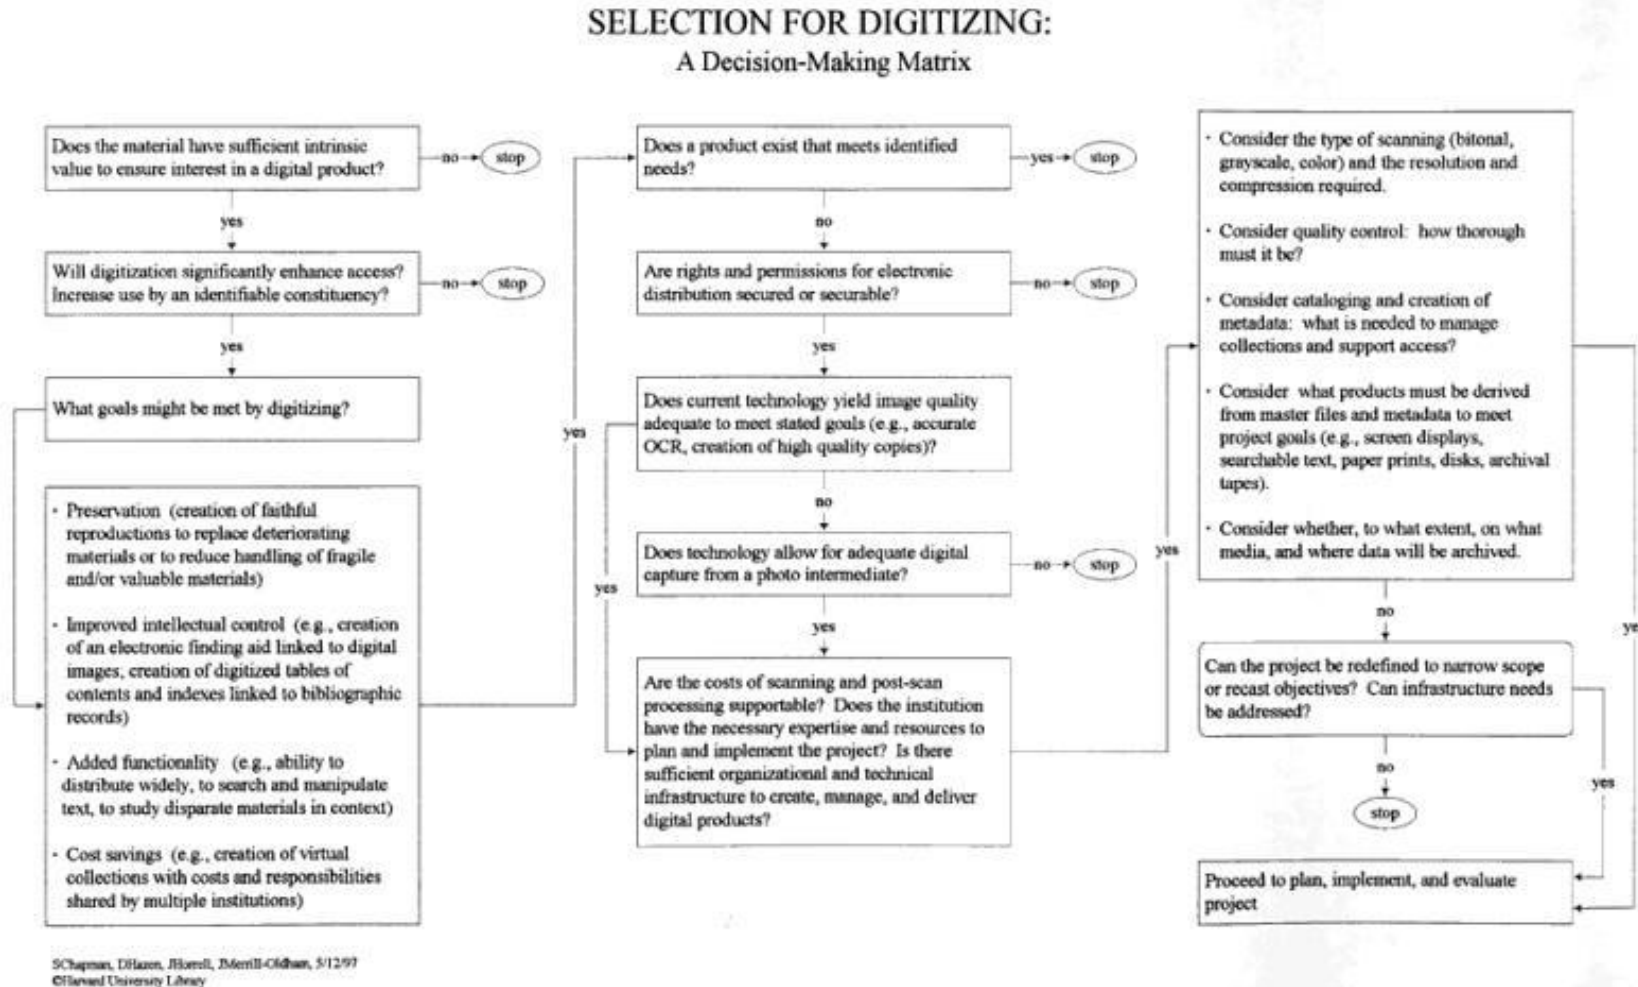 SELECTION FOR DIGITIZING:
A Decision-Making Matrix
Does the material have sufficient intrinsic
value to ensure interest in a digital product?
no
stop
yes
Will digitization significantly enhance access?
Increase use by an identifiable constituency?
no
stop
yes
What goals might be met by digitizing?
· Preservation (creation of faithful
reproductions to replace deteriorating
materials or to reduce handling of fragile
and/or valuable materials)
· Improved intellectual control (e.g., creation
of an electronic finding aid linked to digital
images, creation of digitized tables of
contents and indexes linked to bibliographic
records)
· Added functionality (e.g., ability to
distribute widely, to search and manipulate
text, to study disparate materials in context)
· Cost savings (e.g., creation of virtual
collections with costs and responsibilities
shared by multiple institutions)
yes
Does a product exist that meets identified
needs?
yes
stop
no
Are rights and permissions for electronic
distribution secured or securable?
no
stop
yes
Does current technology yield image quality
adequate to meet stated goals (e.g., accurate
OCR, creation of high quality copies)?
no
yes
Does technology allow for adequate digital
capture from a photo intermediate?
no
stop
yes
Are the costs of scanning and post-scan
processing supportable? Does the institution
have the necessary expertise and resources to
plan and implement the project? Is there
sufficient organizational and technical
infrastructure to create, manage, and deliver
digital products?
yes
· Consider the type of scanning (bitonal,
grayscale, color) and the resolution and
compression required.
· Consider quality control: how thorough
must it be?
· Consider cataloging and creation of
metadata: what is needed to manage
collections and support access?
· Consider what products must be derived
from master files and metadata to meet
project goals (e.g., screen displays,
searchable text, paper prints, disks, archival
tapes).
· Consider whether, to what extent, on what
media, and where data will be archived.
no
ye
Can the project be redefined to narrow scope
or recast objectives? Can infrastructure needs
be addressed?
no
stop
yes
Proceed to plan, implement, and evaluate
project
SChapman, DHazen, JHorrell, JMerrill-Oldham, 5/12/97
©Harvard University Library